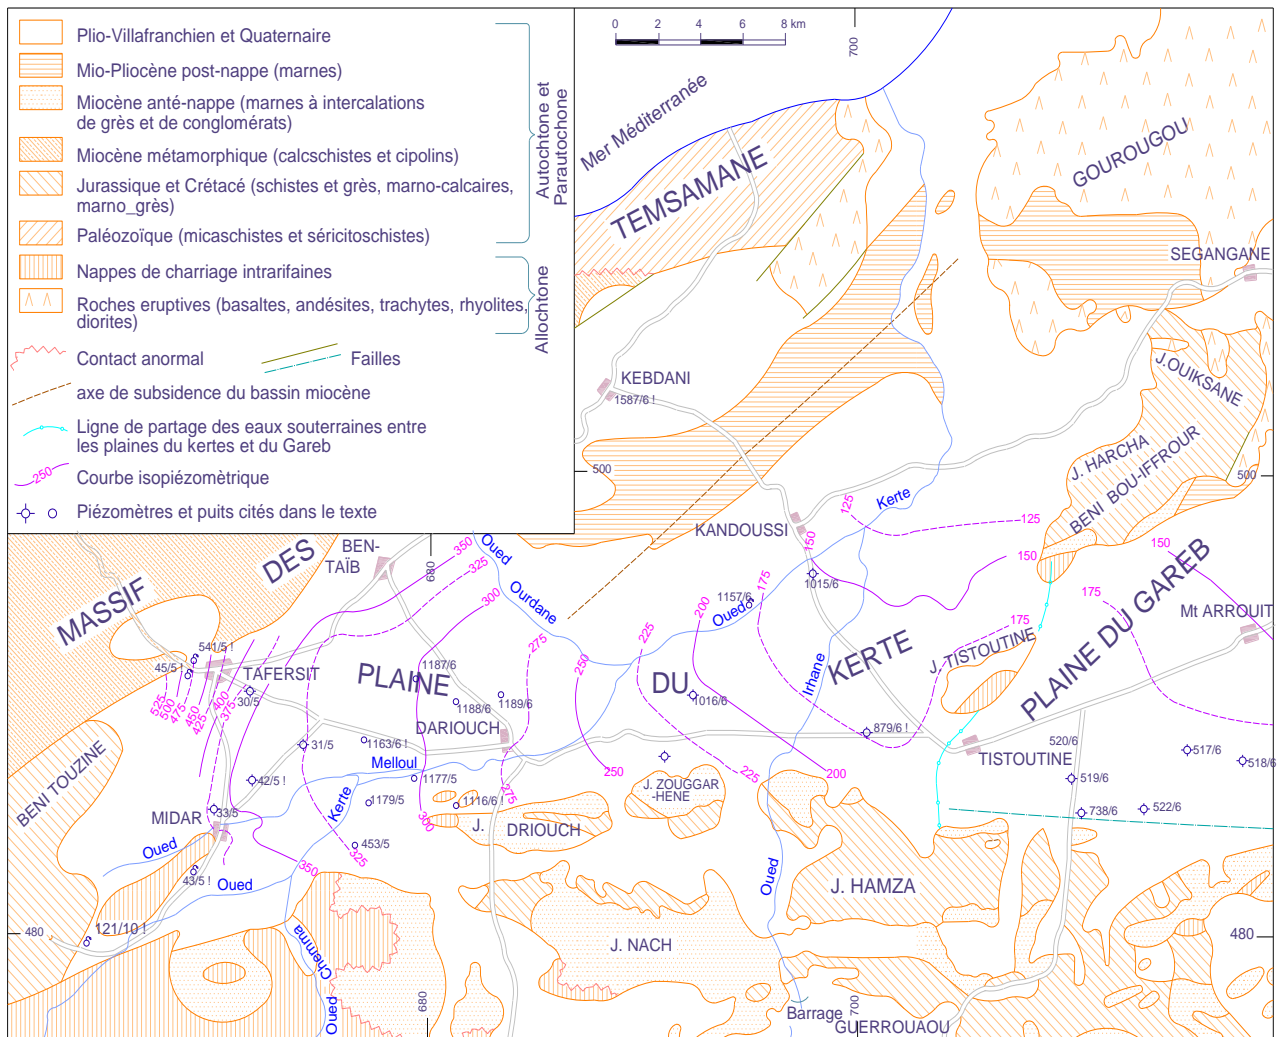 Plio-Villafranchien et Quaternaire
Mio-Pliocène post-nappe (marnes)
Miocène anté-nappe (marnes à intercalations
de grès et de conglomérats)
Miocène métamorphique (calcschistes et cipolins)
Jurassique et Crétacé (schistes et grès, marno-calcaires,
marno_grès)
Paléozoïque (micaschistes et séricitoschistes)
Nappes de charriage intrarifaines
Roches eruptives (basaltes, andésites, trachytes, rhyolites,
diorites)
Autochtone et
Parautochone
Allochtone
Contact anormal
Failles
axe de subsidence du bassin miocène
Ligne de partage des eaux souterraines entre
les plaines du kertes et du Gareb
250
Courbe isopiézomètrique
Piézomètres et puits cités dans le texte
0 2 4 6 8 km
700
Mer Méditerranée
TEMSAMANE
GOUROUGOU
SEGANGANE
J.OUIKSANE
KEBDANI
1587/6 !
J. HARCHA
BENI BOU-IFFROUR
500
500
Kerte
KANDOUSSI
125
125
150
150
150
1015/6
MASSIF
DES
BEN-
TAÏB
680
350
325
300
Oued
Ourdane
275
250
225
200
175
1157/6
Oued
175
175
PLAINE DU GAREB
Mt ARROUIT
J. TISTOUTINE
541/5 !
45/5 !
TAFERSIT
30/5
525
500
475
450
425
400
375
1187/6
PLAINE
1188/6
1189/6
DU
1016/6
Irhane
KERTE
DARIOUCH
31/5
1163/6 !
Melloul
879/6 !
TISTOUTINE
520/6
517/6
518/6
BENI TOUZINE
42/5 !
1177/5
275
250
225
200
J. ZOUGGAR
-HENE
519/6
MIDAR
33/5
Kerte
1179/5
300
1116/6 !
738/6
522/6
J.
DRIOUCH
453/5
325
350
Oued
43/5 !
Oued
Oued
J. HAMZA
480
121/10 !
J. NACH
480
Chemma
Oued
680
Barrage
700
GUERROUAOU